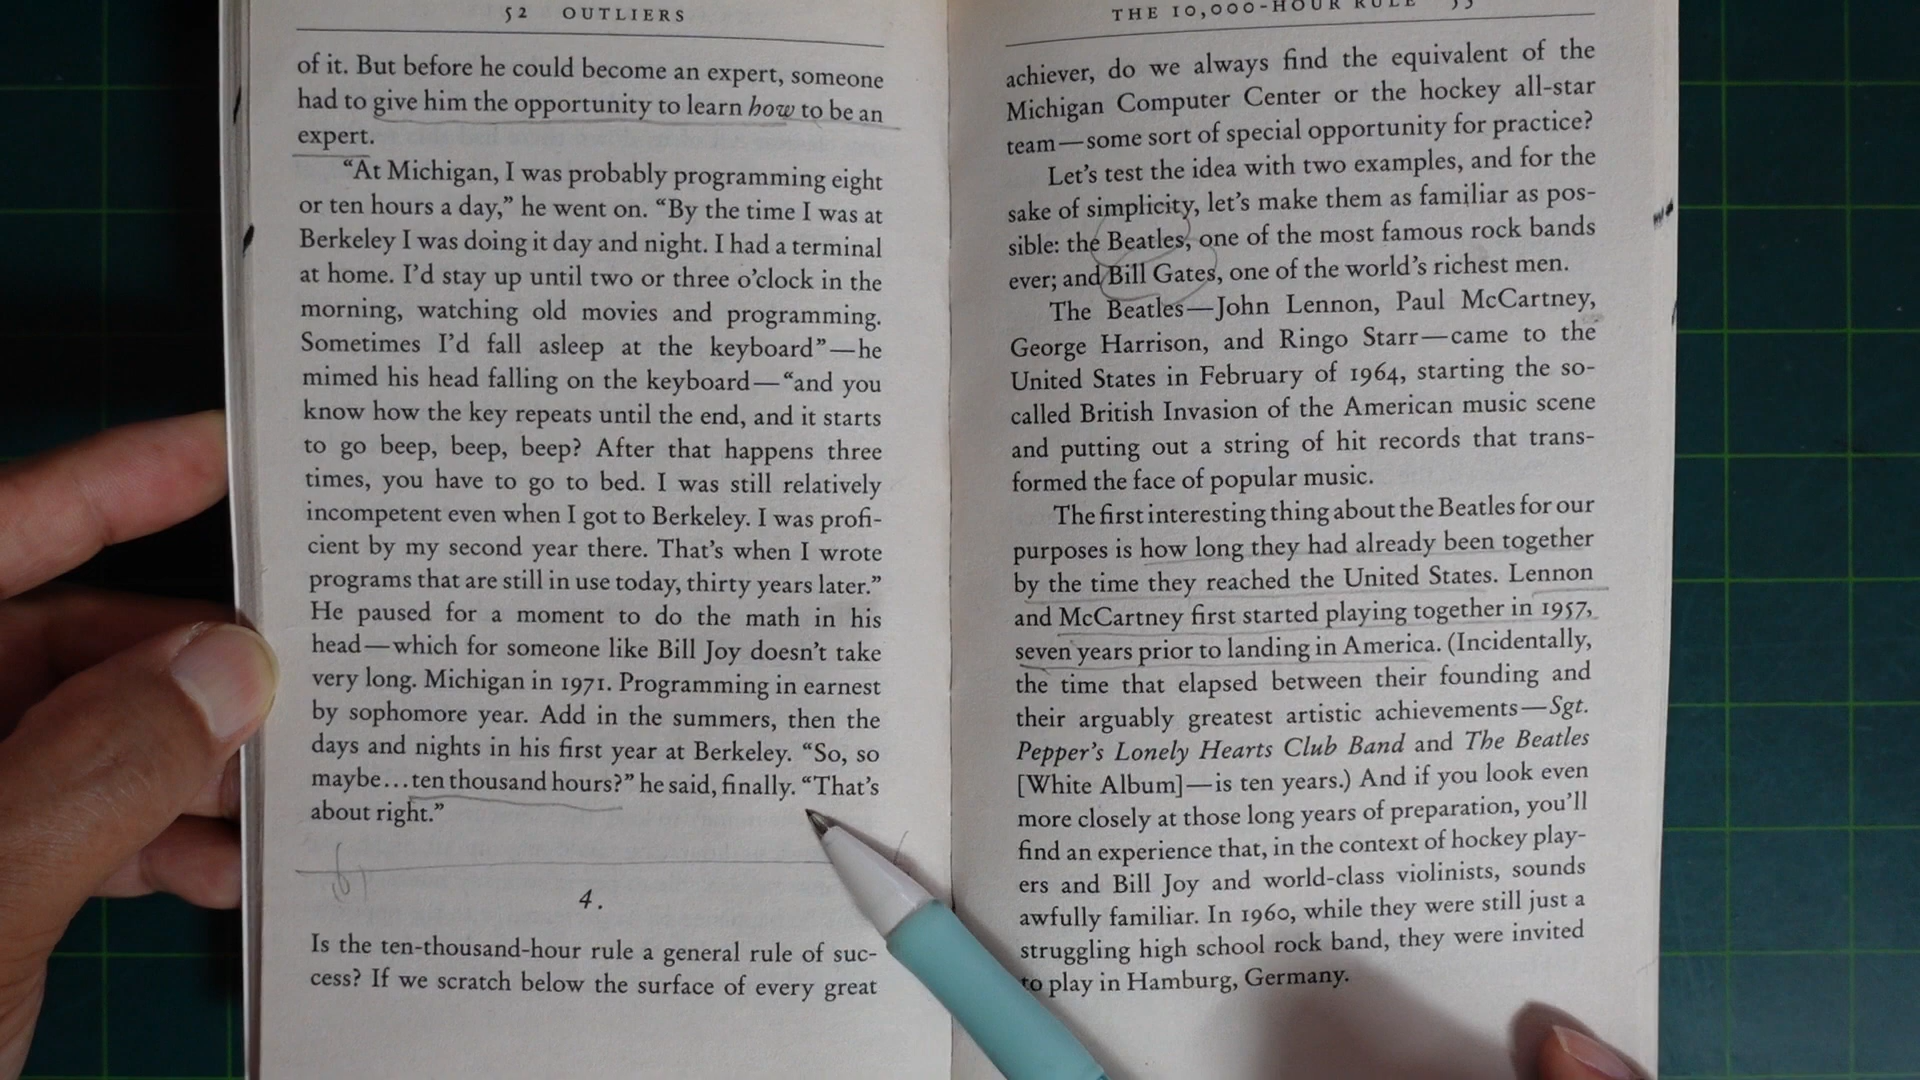 52 OUTLIERS
of it. But before he could become an expert, someone
had to give him the opportunity to learn how to be an
expert.
“At Michigan, I was probably programming eight
or ten hours a day,” he went on. “By the time I was at
Berkeley I was doing it day and night. I had a terminal
at home. I’d stay up until two or three o’clock in the
morning, watching old movies and programming.
Sometimes I’d fall asleep at the keyboard”—he
mimed his head falling on the keyboard—“and you
know how the key repeats until the end, and it starts
to go beep, beep, beep? After that happens three
times, you have to go to bed. I was still relatively
incompetent even when I got to Berkeley. I was profi-
cient by my second year there. That’s when I wrote
programs that are still in use today, thirty years later.”
He paused for a moment to do the math in his
head—which for someone like Bill Joy doesn’t take
very long. Michigan in 1971. Programming in earnest
by sophomore year. Add in the summers, then the
days and nights in his first year at Berkeley. “So, so
maybe...ten thousand hours?” he said, finally. “That’s
about right.”
4.
Is the ten-thousand-hour rule a general rule of suc-
cess? If we scratch below the surface of every great
THE 10,000-HOUR RULE 53
achiever, do we always find the equivalent of the
Michigan Computer Center or the hockey all-star
team—some sort of special opportunity for practice?
Let’s test the idea with two examples, and for the
sake of simplicity, let’s make them as familiar as pos-
sible: the Beatles, one of the most famous rock bands
ever; and Bill Gates, one of the world’s richest men.
The Beatles—John Lennon, Paul McCartney,
George Harrison, and Ringo Starr—came to the
United States in February of 1964, starting the so-
called British Invasion of the American music scene
and putting out a string of hit records that trans-
formed the face of popular music.
The first interesting thing about the Beatles for our
purposes is how long they had already been together
by the time they reached the United States. Lennon
and McCartney first started playing together in 1957,
seven years prior to landing in America. (Incidentally,
the time that elapsed between their founding and
their arguably greatest artistic achievements—Sgt.
Pepper’s Lonely Hearts Club Band and The Beatles
[White Album]—is ten years.) And if you look even
more closely at those long years of preparation, you’ll
find an experience that, in the context of hockey play-
ers and Bill Joy and world-class violinists, sounds
awfully familiar. In 1960, while they were still just a
struggling high school rock band, they were invited
to play in Hamburg, Germany.